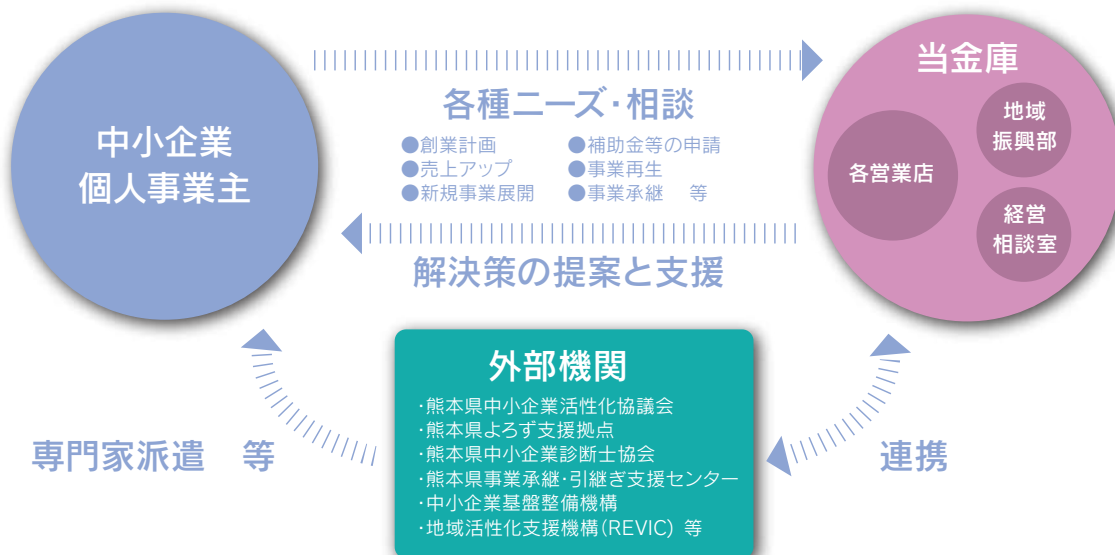 中小企業
個人事業主
各種ニーズ・相談
●創業計画
●売上アップ
●新規事業展開
●補助金等の申請
●事業再生
●事業承継　等
解決策の提案と支援
当金庫
各営業店
地域
振興部
経営
相談室
外部機関
・熊本県中小企業活性化協議会
・熊本県よろず支援拠点
・熊本県中小企業診断士協会
・熊本県事業承継・引継ぎ支援センター
・中小企業基盤整備機構
・地域活性化支援機構(REVIC) 等
専門家派遣　等
連携